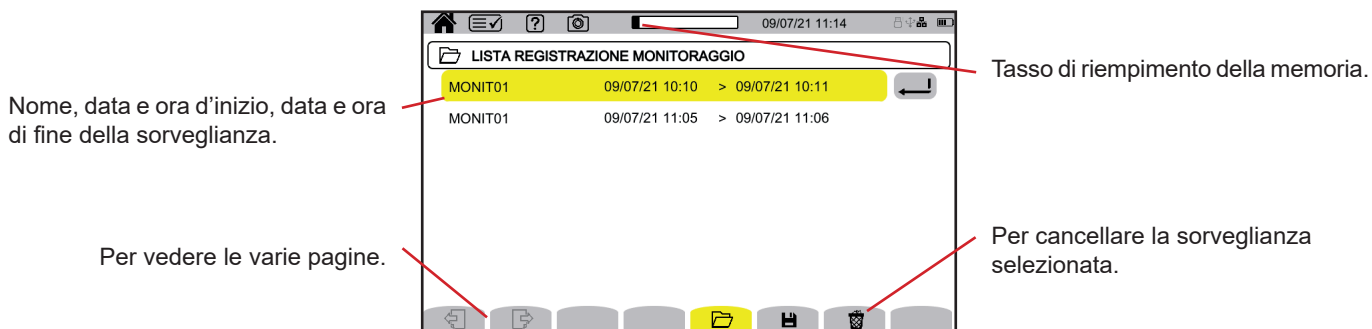 09/07/21 11:14
LISTA REGISTRAZIONE MONITORAGGIO
Tasso di riempimento della memoria.
MONIT01 09/07/21 10:10 > 09/07/21 10:11
Nome, data e ora d’inizio, data e ora
di fine della sorveglianza.
MONIT01 09/07/21 11:05 > 09/07/21 11:06
Per cancellare la sorveglianza
selezionata.
Per vedere le varie pagine.